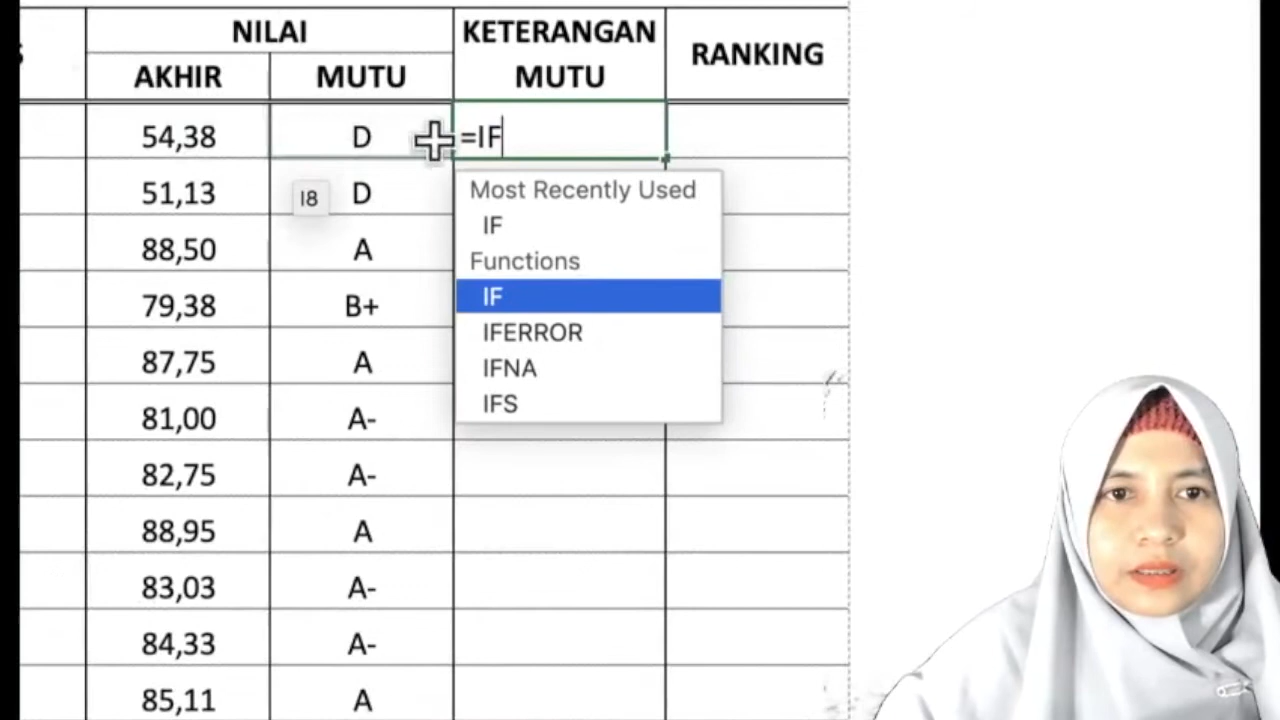 NILAI KETERANGAN MUTU RANKING
AKHIR MUTU
54,38 D =IF
51,13 I8 D
88,50 A
79,38 B+
87,75 A
81,00 A-
82,75 A-
88,95 A
83,03 A-
84,33 A-
85,11 A
Most Recently Used
IF
Functions
IF
IFERROR
IFNA
IFS